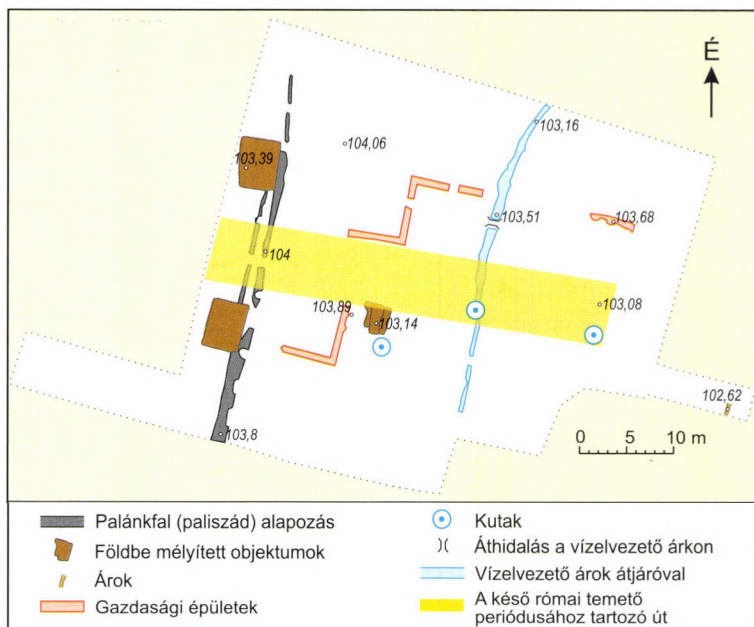 É
103,16
104,06
103,39
103,51
103,68
104
103,08
103,89
103,14
102,62
103,8
0 5 10 m
Palánkfal (paliszád) alapozás
Földbe mélyített objektumok
Árok
Gazdasági épületek
Kutak
Áthidalás a vízelvezető árkon
Vízelvezető árok átjáróval
A késő római temető
periódusához tartozó út